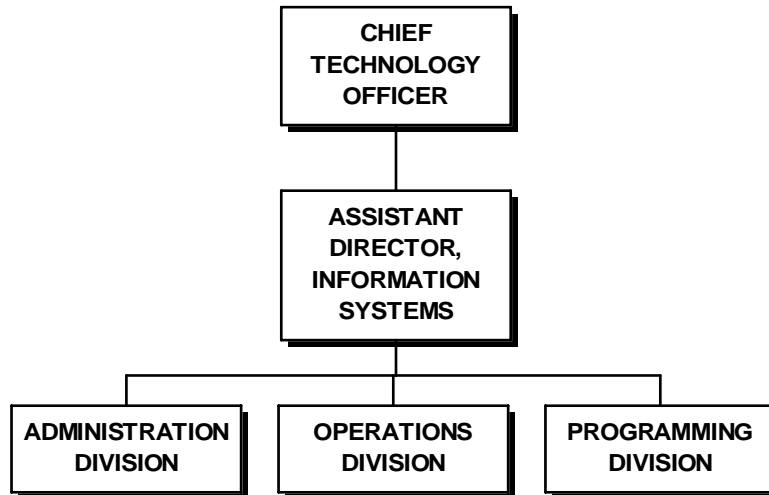 CHIEF
TECHNOLOGY
OFFICER
ASSISTANT
DIRECTOR,
INFORMATION
SYSTEMS
ADMINISTRATION
DIVISION
OPERATIONS
DIVISION
PROGRAMMING
DIVISION